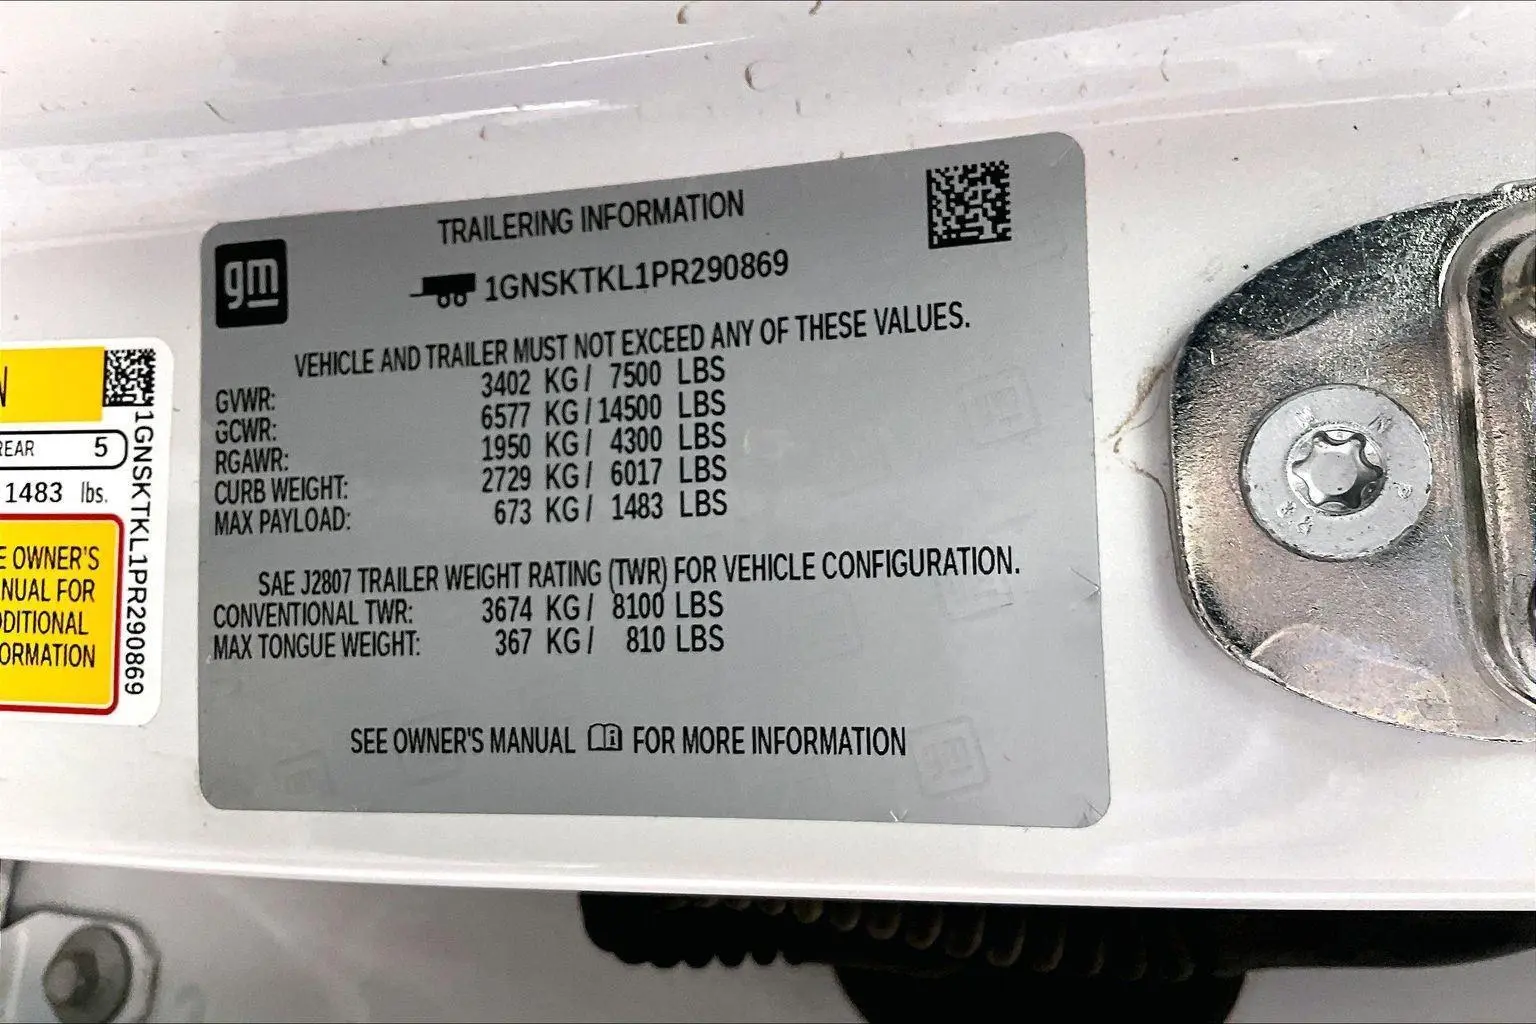 TRAILERING INFORMATION
gm
1GNSKTKL1PR290869
VEHICLE AND TRAILER MUST NOT EXCEED ANY OF THESE VALUES.
GVWR: 3402 KG/ 7500 LBS
GCWR: 6577 KG/ 14500 LBS
RGAWR: 1950 KG/ 4300 LBS
CURB WEIGHT: 2729 KG/ 6017 LBS
MAX PAYLOAD: 673 KG/ 1483 LBS
SAE J2807 TRAILER WEIGHT RATING (TWR) FOR VEHICLE CONFIGURATION.
CONVENTIONAL TWR: 3674 KG/ 8100 LBS
MAX TONGUE WEIGHT: 367 KG/ 810 LBS
SEE OWNER'S MANUAL FOR MORE INFORMATION
REAR 5
1483 lbs.
OWNER'S
FOR
1GNSKTKL1PR290869